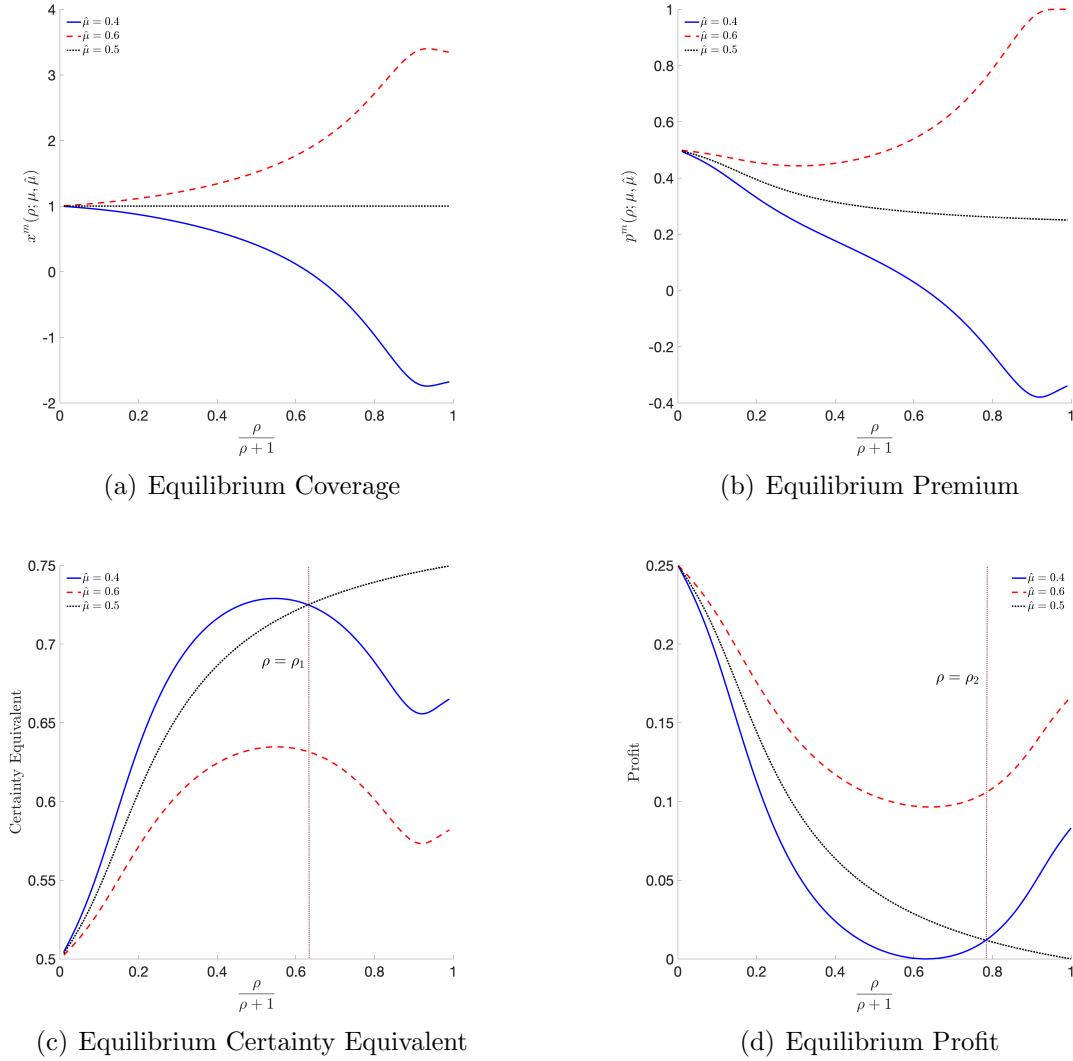 μ̂ = 0.4
μ̂ = 0.6
μ̂ = 0.5
4
3
2
1
0
-1
-2
x^m(ρ; μ, μ̂)
0
0.2
0.4
0.6
0.8
1
ρ
ρ + 1
(a) Equilibrium Coverage
μ̂ = 0.4
μ̂ = 0.6
μ̂ = 0.5
1
0.8
0.6
0.4
0.2
0
-0.2
-0.4
p^m(ρ; μ, μ̂)
0
0.2
0.4
0.6
0.8
1
ρ
ρ + 1
(b) Equilibrium Premium
μ̂ = 0.4
μ̂ = 0.6
μ̂ = 0.5
0.75
0.7
0.65
0.6
0.55
0.5
Certainty Equivalent
ρ = ρ₁
0
0.2
0.4
0.6
0.8
1
ρ
ρ + 1
(c) Equilibrium Certainty Equivalent
μ̂ = 0.4
μ̂ = 0.6
μ̂ = 0.5
0.25
0.2
0.15
0.1
0.05
0
Profit
ρ = ρ₂
0
0.2
0.4
0.6
0.8
1
ρ
ρ + 1
(d) Equilibrium Profit